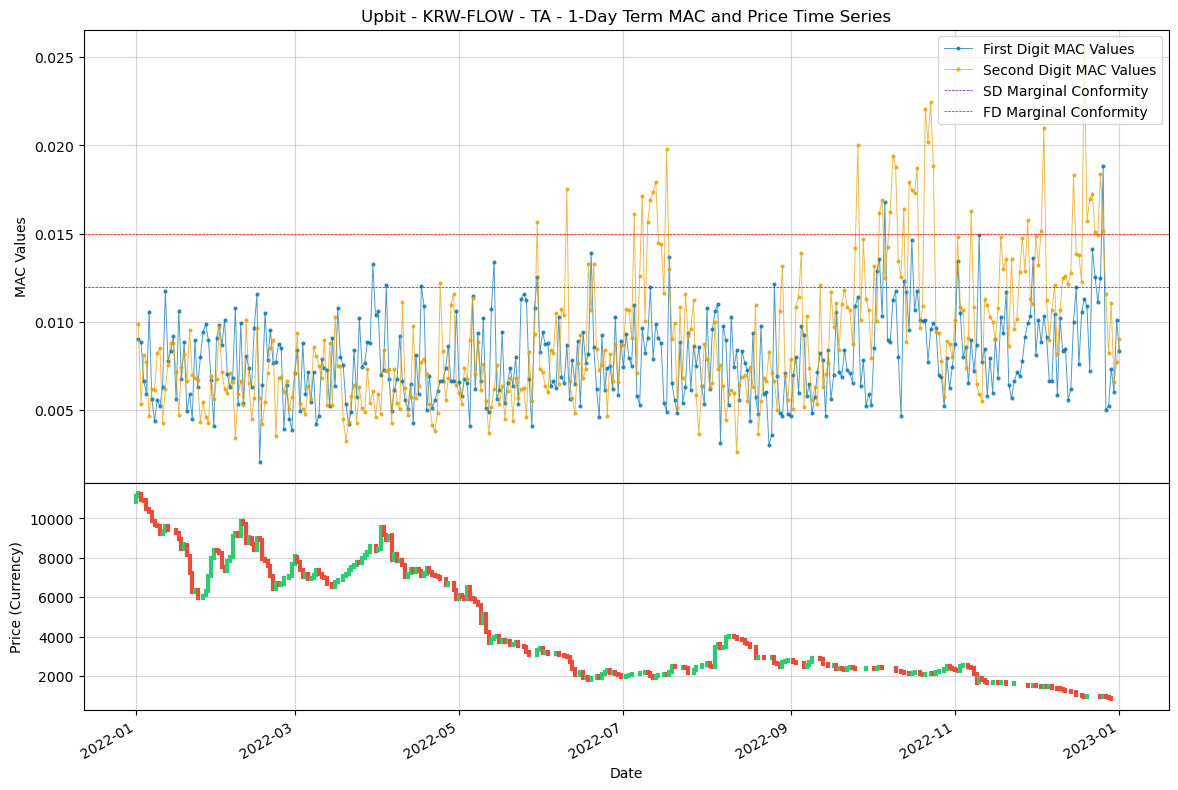 Upbit - KRW-FLOW - TA - 1-Day Term MAC and Price Time Series
First Digit MAC Values
Second Digit MAC Values
SD Marginal Conformity
FD Marginal Conformity
MAC Values
0.025
0.020
0.015
0.010
0.005
Price (Currency)
10000
8000
6000
4000
2000
2022-01
2022-03
2022-05
2022-07
2022-09
2022-11
2023-01
Date